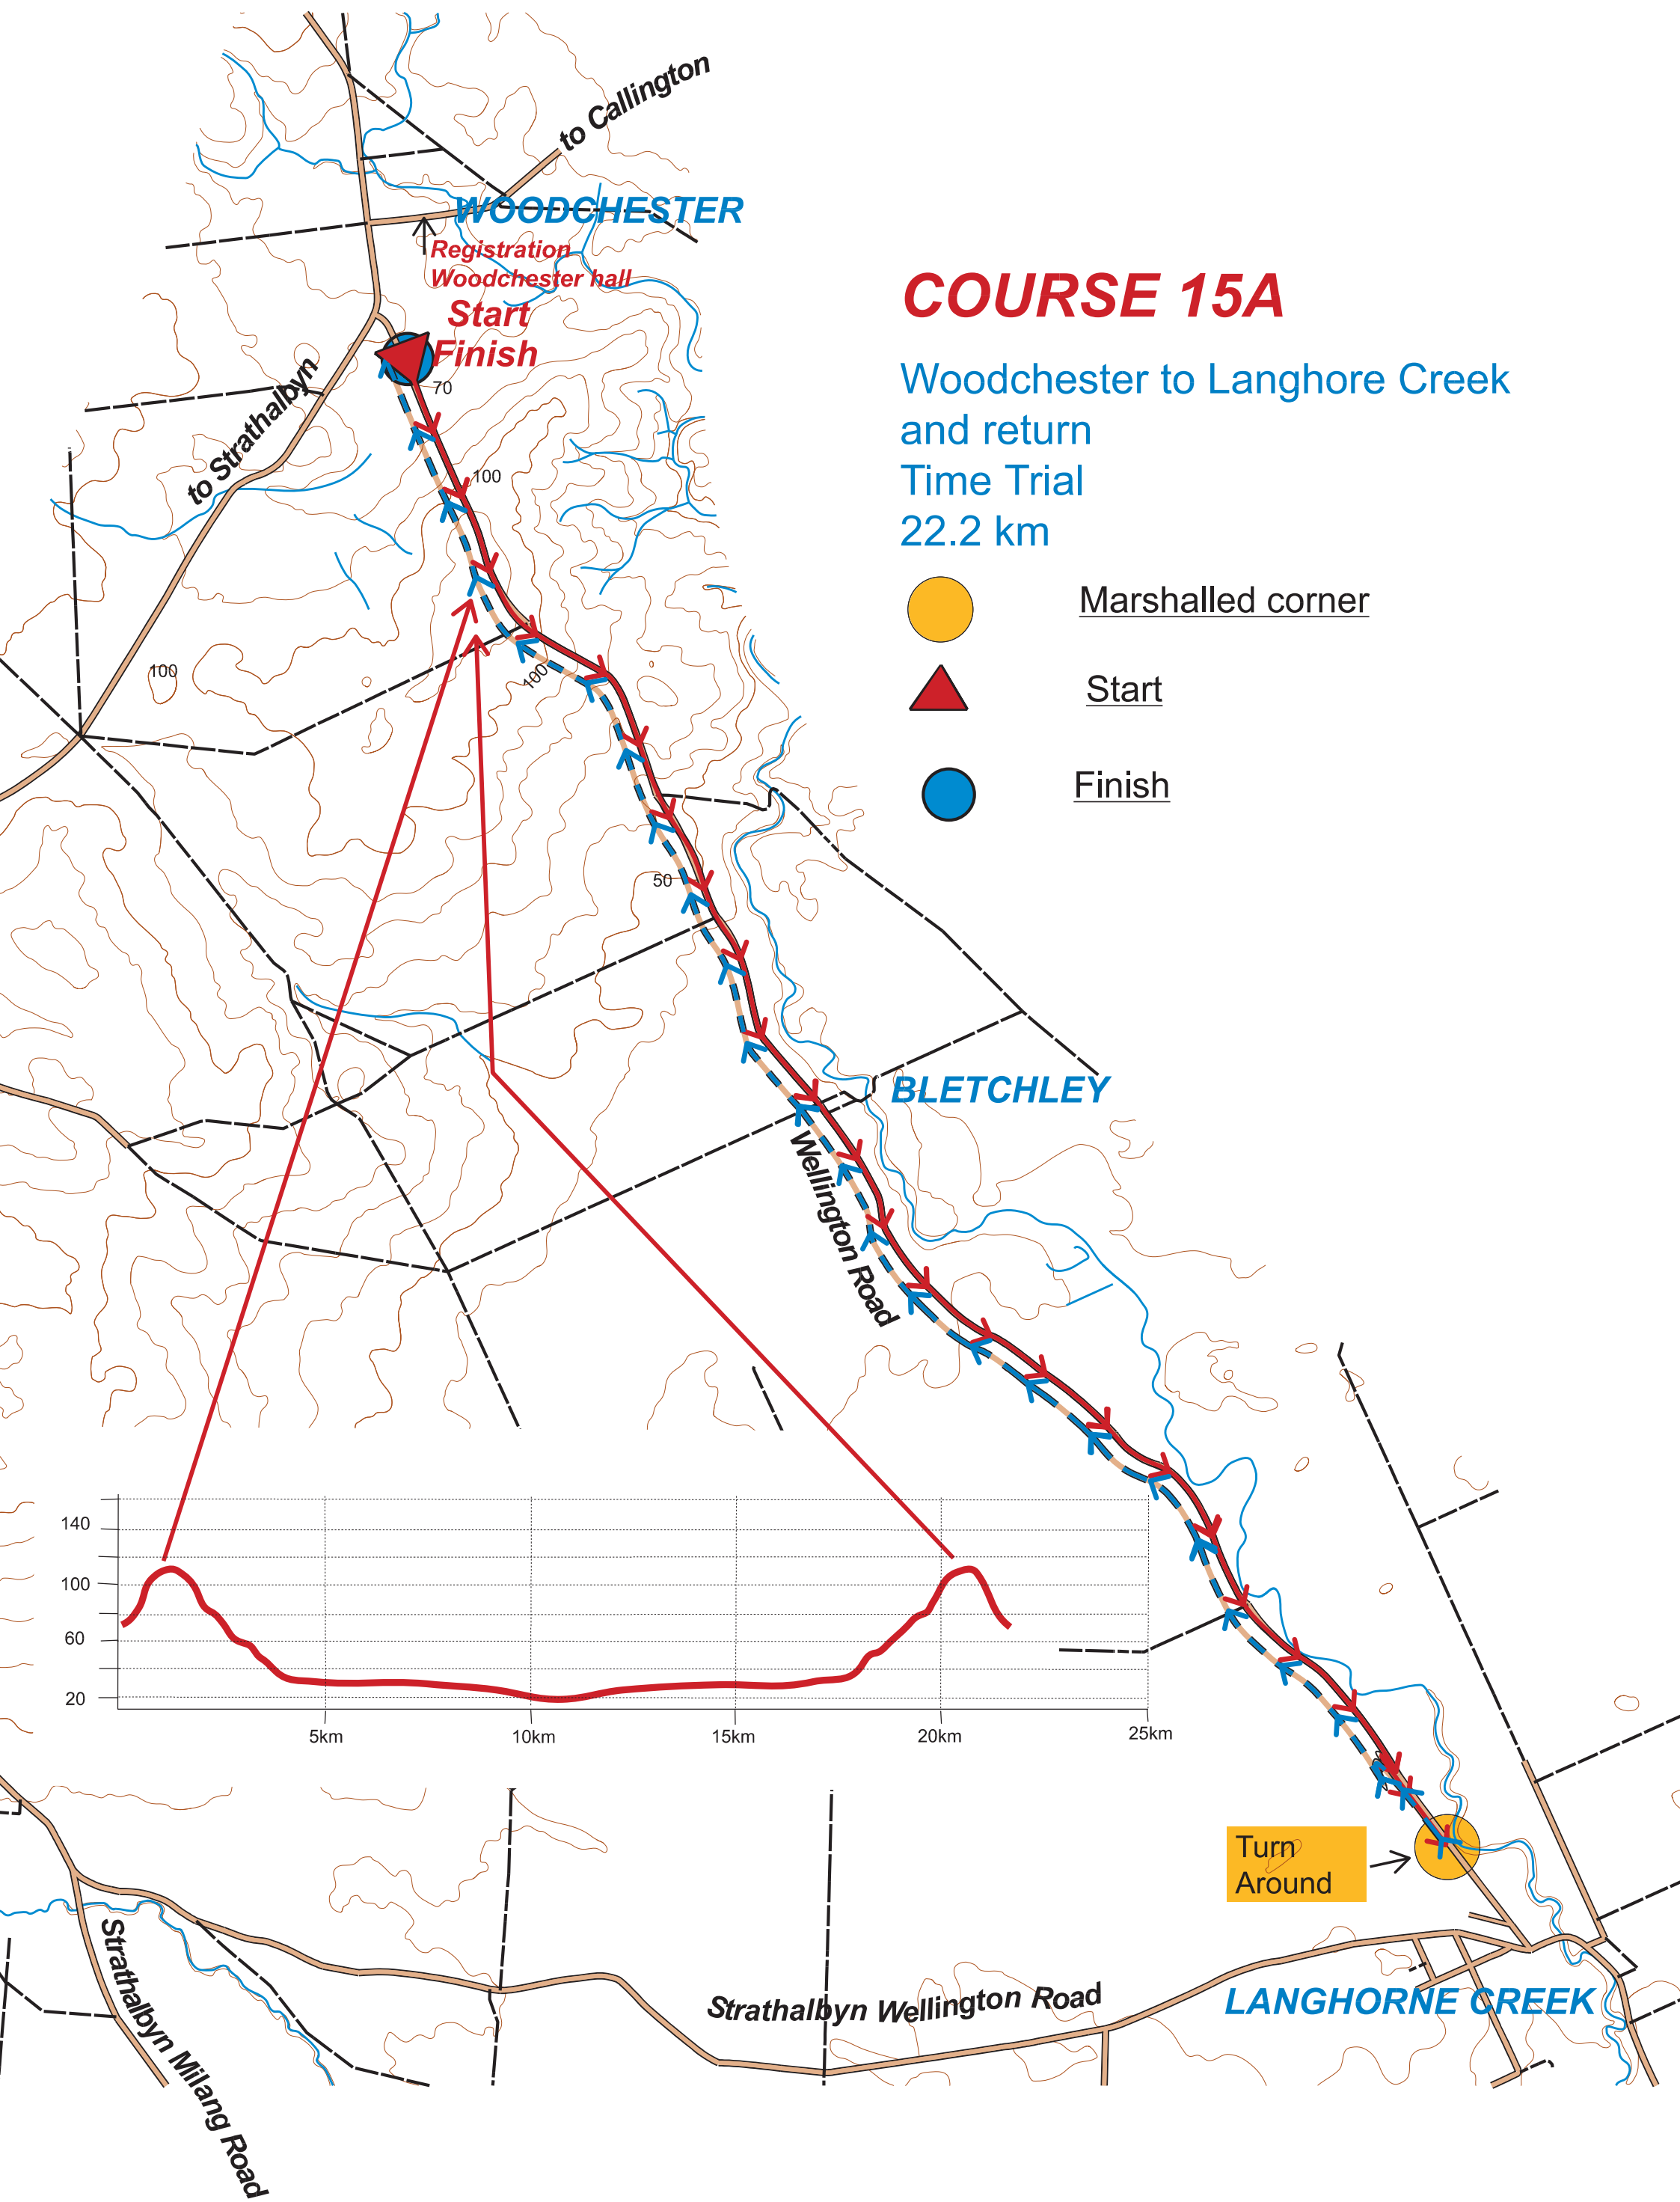 to Callington
WOODCHESTER
Registration
Woodchester hall
Start
Finish
COURSE 15A
Woodchester to Langhore Creek
and return
Time Trial
22.2 km
Marshalled corner
Start
Finish
to Strathalbyn
70
100
100
100
50
BLETCHLEY
Wellington Road
140
100
60
20
5km
10km
15km
20km
25km
Turn
Around
Strathalbyn Milang Road
Strathalbyn Wellington Road
LANGHORNE CREEK